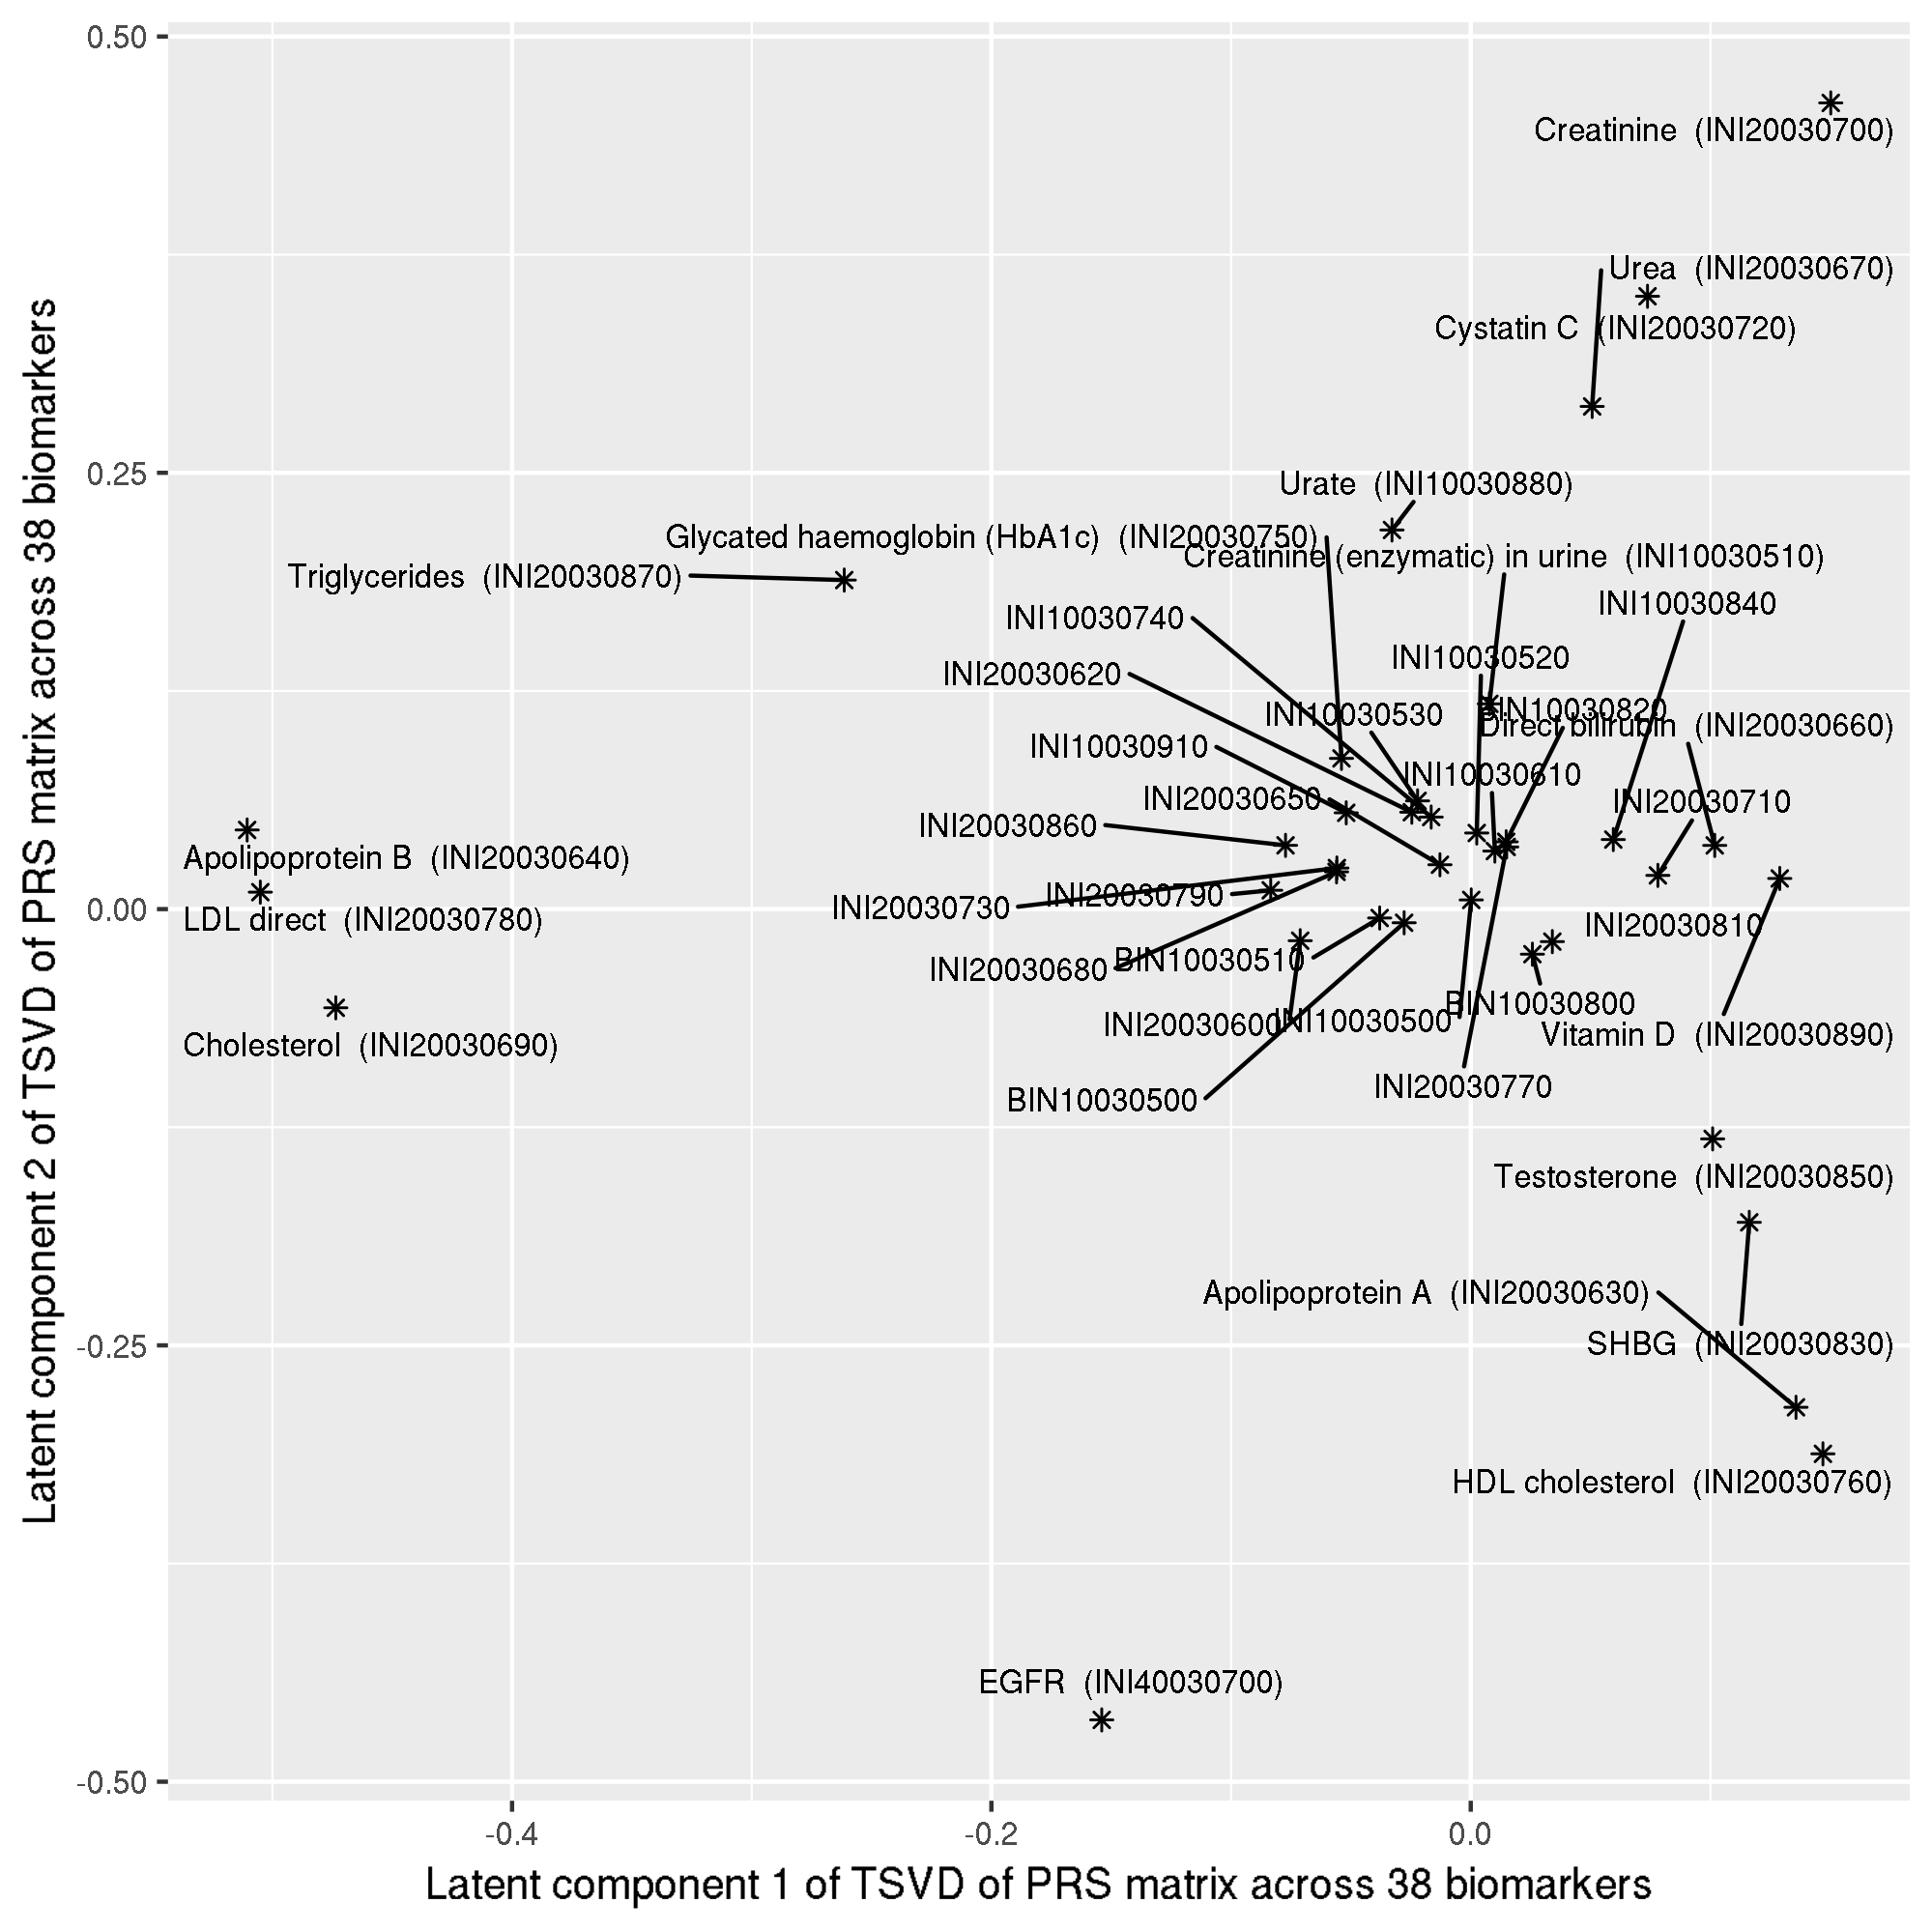 0.50
Creatinine (INI20030700)
Urea (INI20030670)
Cystatin C (INI20030720)
0.25
Urate (INI10030880)
Glycated haemoglobin (HbA1c) (INI20030750)
Creatinine (enzymatic) in urine (INI10030510)
Triglycerides (INI20030870)
INI10030840
INI10030740
INI10030520
INI20030620
BIN10030820
INI10030530
Direct bilirubin (INI20030660)
INI10030910
INI10030610
INI20030650
INI20030710
INI20030860
Apolipoprotein B (INI20030640)
INI20030790
INI20030730
0.00
LDL direct (INI20030780)
INI20030810
BIN10030510
INI20030680
BIN10030800
INI20030600
INI10030500
Vitamin D (INI20030890)
Cholesterol (INI20030690)
INI20030770
BIN10030500
Testosterone (INI20030850)
Apolipoprotein A (INI20030630)
SHBG (INI20030830)
-0.25
HDL cholesterol (INI20030760)
EGFR (INI40030700)
-0.50
-0.4
-0.2
0.0
Latent component 1 of TSVD of PRS matrix across 38 biomarkers
Latent component 2 of TSVD of PRS matrix across 38 biomarkers